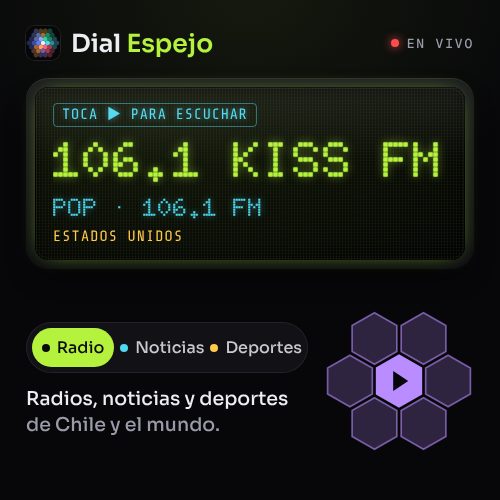 Dial Espejo
EN VIVO
TOCA ▶ PARA ESCUCHAR
106.1 KISS FM
POP · 106.1 FM
ESTADOS UNIDOS
Radio Noticias Deportes
Radios, noticias y deportes
de Chile y el mundo.